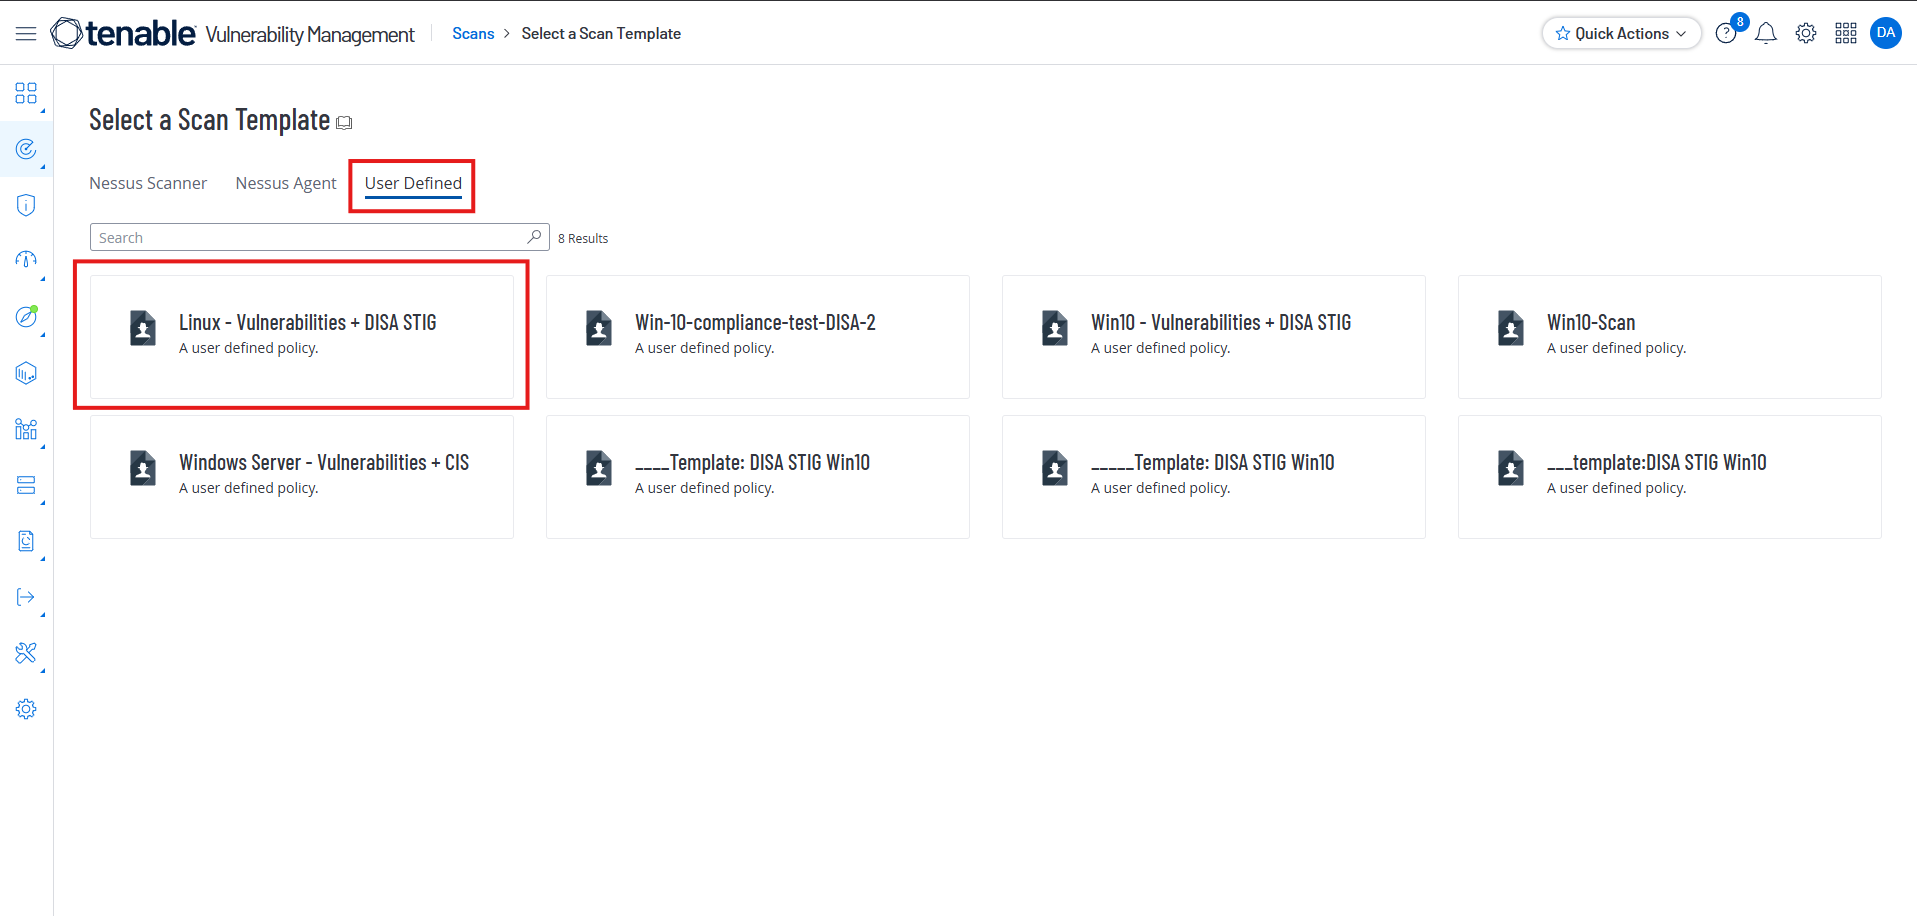 tenable Vulnerability Management Scans > Select a Scan Template Quick Actions 8 DA
Select a Scan Template
Nessus Scanner Nessus Agent User Defined
Search 8 Results
Linux - Vulnerabilities + DISA STIG
A user defined policy.
Win-10-compliance-test-DISA-2
A user defined policy.
Win10 - Vulnerabilities + DISA STIG
A user defined policy.
Win10-Scan
A user defined policy.
Windows Server - Vulnerabilities + CIS
A user defined policy.
____Template: DISA STIG Win10
A user defined policy.
_____Template: DISA STIG Win10
A user defined policy.
___template:DISA STIG Win10
A user defined policy.